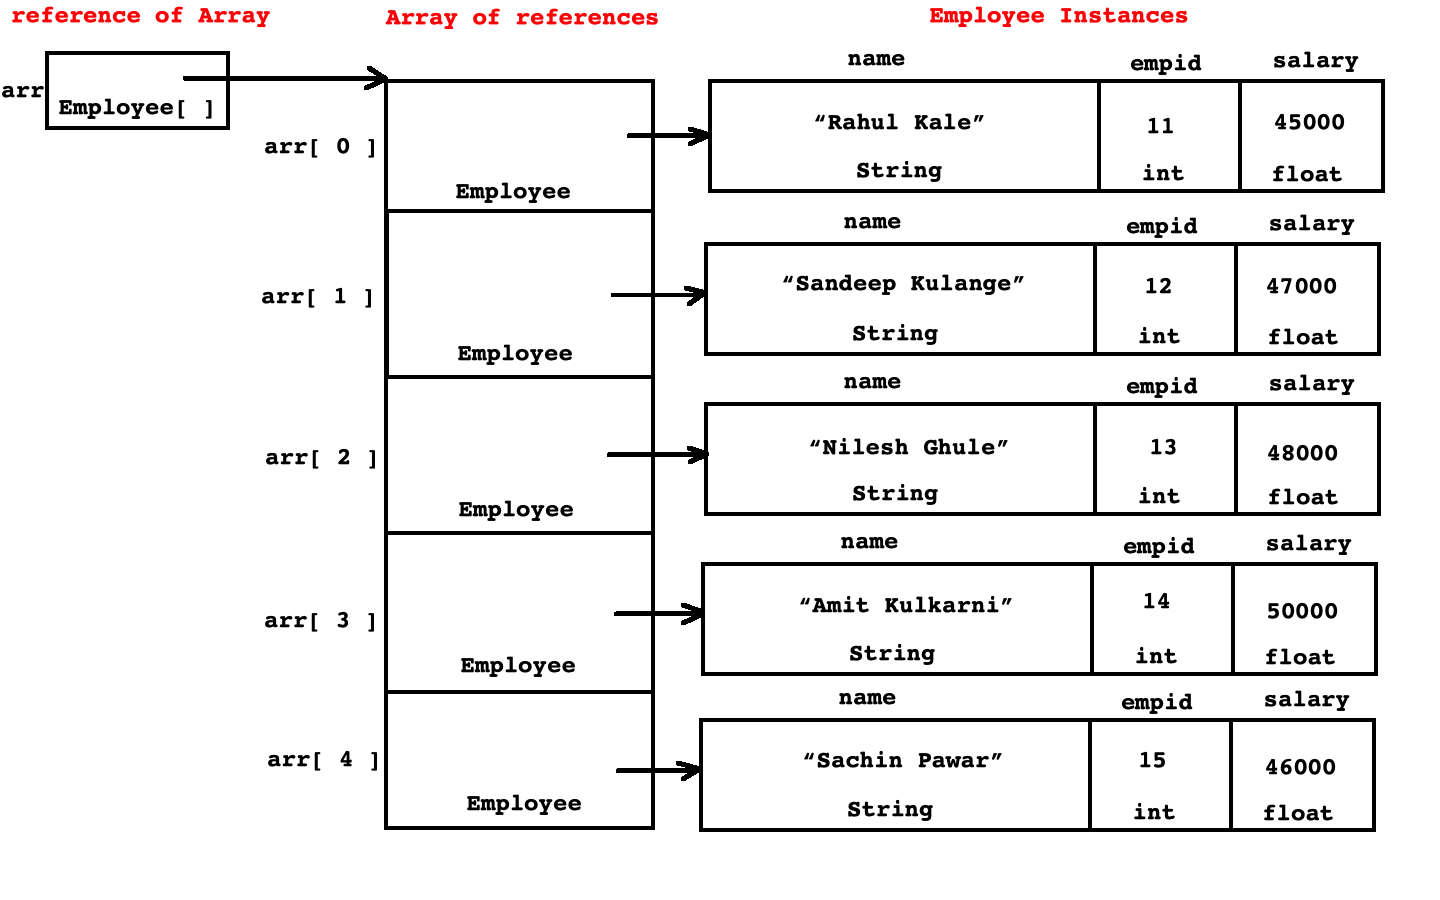 reference of Array
Array of references
Employee Instances
arr
Employee[ ]
name empid salary
arr[ 0 ]
Employee
“Rahul Kale” 11 45000
String int float
name empid salary
arr[ 1 ]
Employee
“Sandeep Kulange” 12 47000
String int float
name empid salary
arr[ 2 ]
Employee
“Nilesh Ghule” 13 48000
String int float
name empid salary
arr[ 3 ]
Employee
“Amit Kulkarni” 14 50000
String int float
name empid salary
arr[ 4 ]
Employee
“Sachin Pawar” 15 46000
String int float